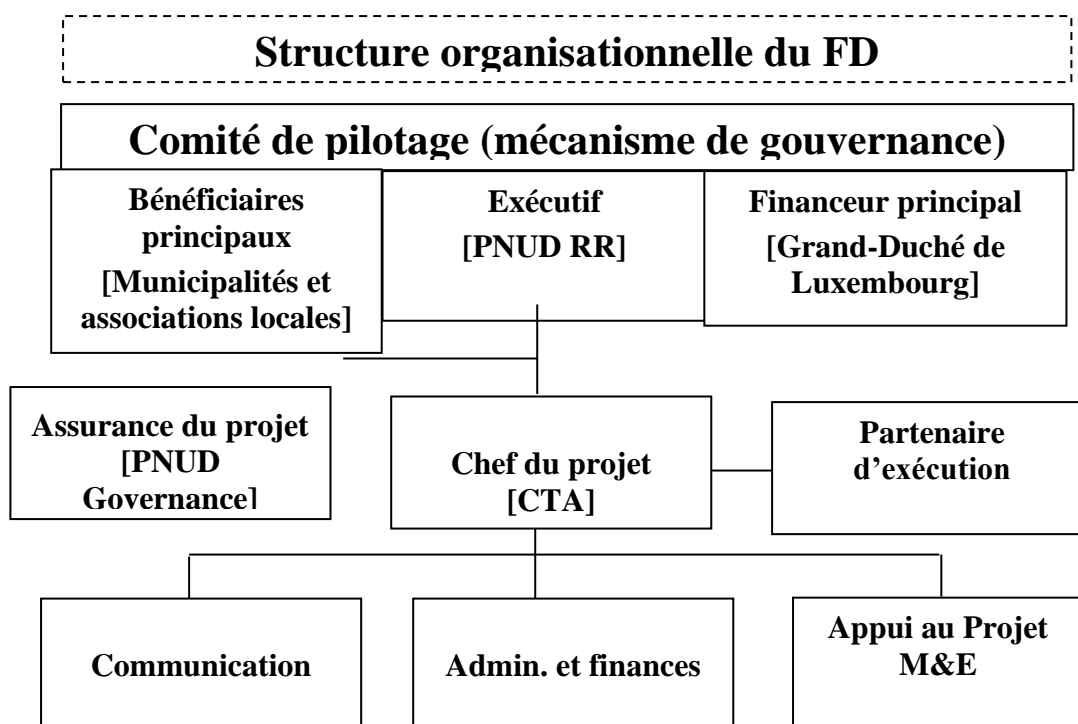 Structure organisationnelle du FD
Comité de pilotage (mécanisme de gouvernance)
Bénéficiaires
principaux
[Municipalités et
associations locales]
Exécutif
[PNUD RR]
Financeur principal
[Grand-Duché de
Luxembourg]
Assurance du projet
[PNUD
Governance]
Chef du projet
[CTA]
Partenaire
d’exécution
Communication
Admin. et finances
Appui au Projet
M&E